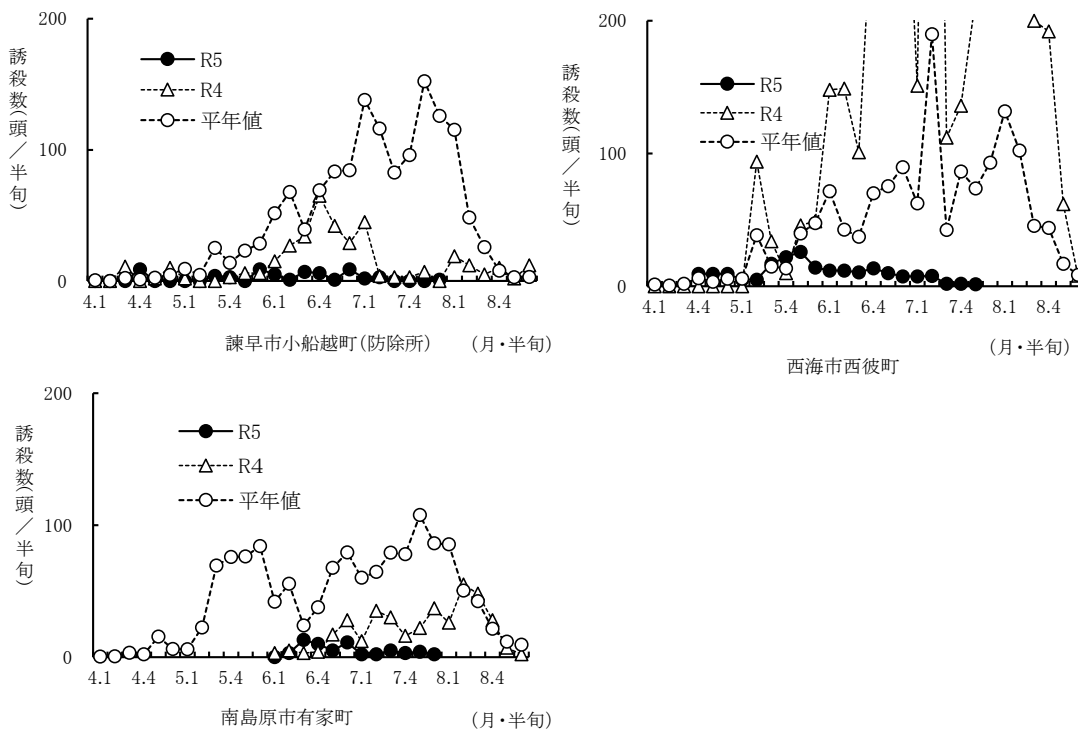 200
100
0
誘殺数(頭/半旬)
R5
R4
平年値
4.1 4.4 5.1 5.4 6.1 6.4 7.1 7.4 8.1 8.4
諫早市小船越町(防除所) (月・半旬)
200
100
0
誘殺数(頭/半旬)
R5
R4
平年値
4.1 4.4 5.1 5.4 6.1 6.4 7.1 7.4 8.1 8.4
(月・半旬)
西海市西彼町
200
100
0
誘殺数(頭/半旬)
R5
R4
平年値
4.1 4.4 5.1 5.4 6.1 6.4 7.1 7.4 8.1 8.4
南島原市有家町 (月・半旬)